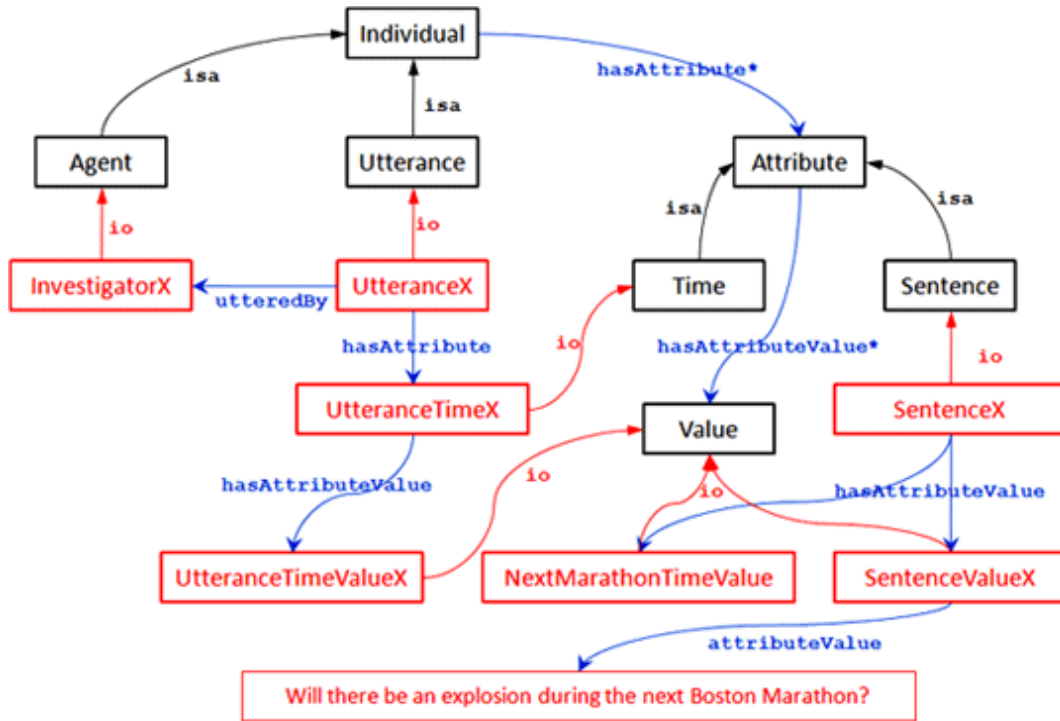 Individual
hasAttribute*
isa
isa
Agent
Utterance
Attribute
isa
isa
io
io
InvestigatorX
UtteranceX
Time
Sentence
utteredBy
hasAttribute
io
hasAttributeValue*
io
UtteranceTimeX
SentenceX
Value
hasAttributeValue
io
io
hasAttributeValue
UtteranceTimeValueX
NextMarathonTimeValue
SentenceValueX
attributeValue
Will there be an explosion during the next Boston Marathon?